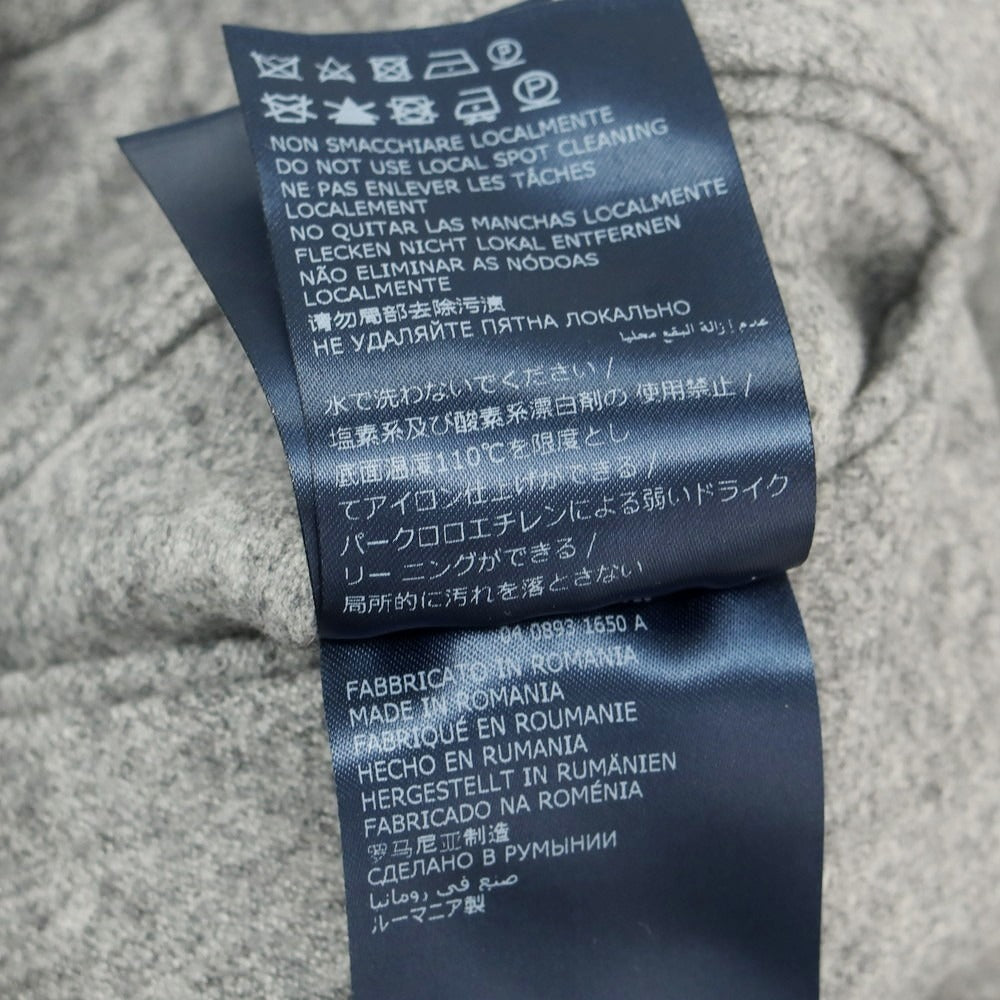 NON SMACCHIARE LOCALMENTE
DO NOT USE LOCAL SPOT CLEANING
NE PAS ENLEVER LES TÂCHES
LOCALEMENT
NO QUITAR LAS MANCHAS LOCALMENTE
FLECKEN NICHT LOKAL ENTFERNEN
NÃO ELIMINAR AS NÓDOAS
LOCALMENTE
请勿局部去除污渍
НЕ УДАЛЯЙТЕ ПЯТНА ЛОКАЛЬНО
عدم إزالة البقع محليا
水で洗わないでください /
塩素系及び酸素系漂白剤の 使用禁止 /
底面温度110℃を限度とし
てアイロン仕上げができる /
パークロロエチレンによる弱いドライク
リー ニングができる /
局所的に汚れを落とさない
04 0893 1650 A
FABBRICATO IN ROMANIA
MADE IN ROMANIA
FABRIQUÉ EN ROUMANIE
HECHO EN RUMANIA
HERGESTELLT IN RUMÄNIEN
FABRICADO NA ROMÉNIA
罗马尼亚制造
СДЕЛАНО В РУМЫНИИ
صنع في رومانيا
ルーマニア製